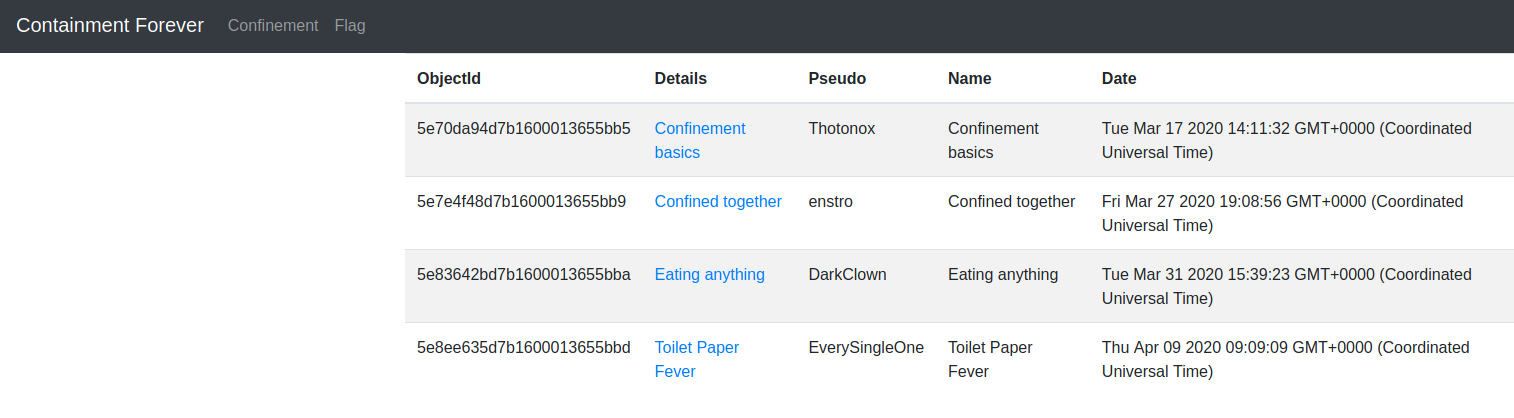 Containment Forever Confinement Flag
ObjectId Details Pseudo Name Date
5e70da94d7b1600013655bb5 Confinement Thotonox Confinement Tue Mar 17 2020 14:11:32 GMT+0000 (Coordinated
basics basics Universal Time)
5e7e4f48d7b1600013655bb9 Confined together enstro Confined together Fri Mar 27 2020 19:08:56 GMT+0000 (Coordinated
Universal Time)
5e83642bd7b1600013655bba Eating anything DarkClown Eating anything Tue Mar 31 2020 15:39:23 GMT+0000 (Coordinated
Universal Time)
5e8ee635d7b1600013655bbd Toilet Paper EverySingleOne Toilet Paper Thu Apr 09 2020 09:09:09 GMT+0000 (Coordinated
Fever Fever Universal Time)